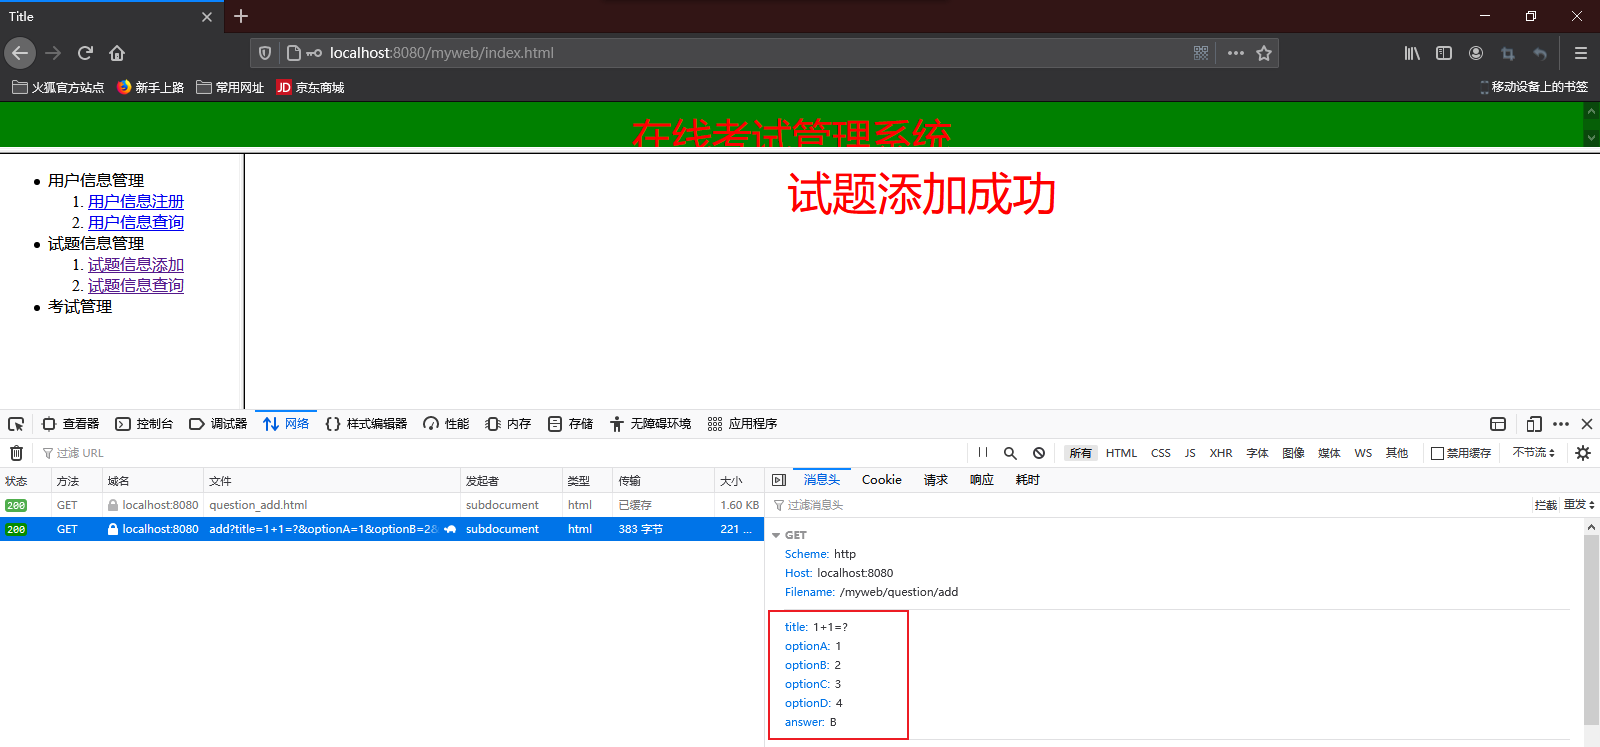 Title
localhost:8080/myweb/index.html
火狐官方站点 新手上路 常用网址 JD 京东商城 移动设备上的书签
在线考试管理系统
• 用户信息管理
1. 用户信息注册
2. 用户信息查询
• 试题信息管理
1. 试题信息添加
2. 试题信息查询
• 考试管理
试题添加成功
查看器 控制台 调试器 网络 样式编辑器 性能 内存 存储 无障碍环境 应用程序
过滤 URL 所有 HTML CSS JS XHR 字体 图像 媒体 WS 其他 禁用缓存 不节流
状态 方法 域名 文件 发起者 类型 传输 大小
200 GET localhost:8080 question_add.html subdocument html 已缓存 1.60 KB
200 GET localhost:8080 add?title=1+1=?&optionA=1&optionB=2& subdocument html 383 字节 221 ...
消息头 Cookie 请求 响应 耗时
过滤消息头 拦截 重发
GET
Scheme: http
Host: localhost:8080
Filename: /myweb/question/add
title: 1+1=?
optionA: 1
optionB: 2
optionC: 3
optionD: 4
answer: B